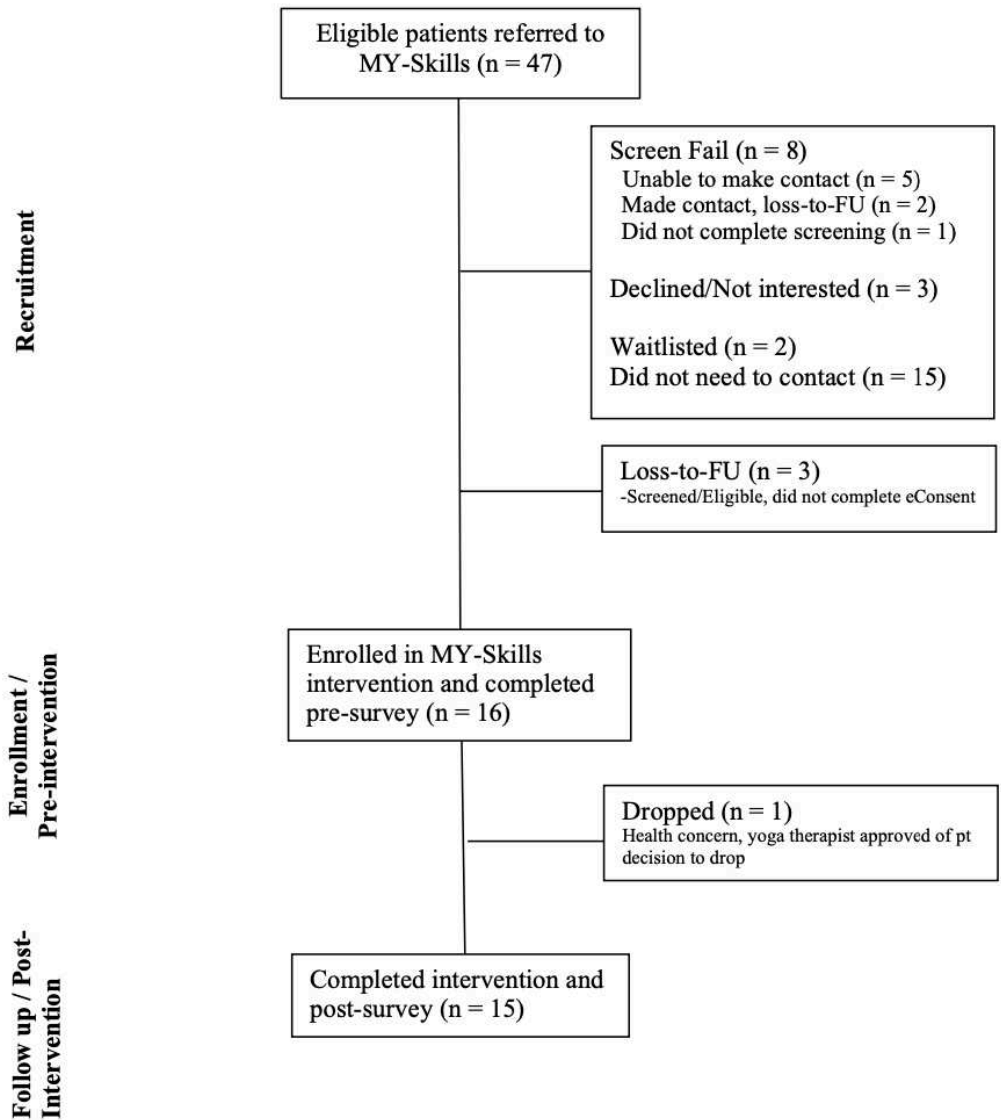 Eligible patients referred to
MY-Skills (n = 47)
Recruitment
Screen Fail (n = 8)
Unable to make contact (n = 5)
Made contact, loss-to-FU (n = 2)
Did not complete screening (n = 1)
Declined/Not interested (n = 3)
Waitlisted (n = 2)
Did not need to contact (n = 15)
Loss-to-FU (n = 3)
-Screened/Eligible, did not complete eConsent
Enrollment /
Pre-intervention
Enrolled in MY-Skills
intervention and completed
pre-survey (n = 16)
Dropped (n = 1)
Health concern, yoga therapist approved of pt
decision to drop
Follow up / Post-
Intervention
Completed intervention and
post-survey (n = 15)